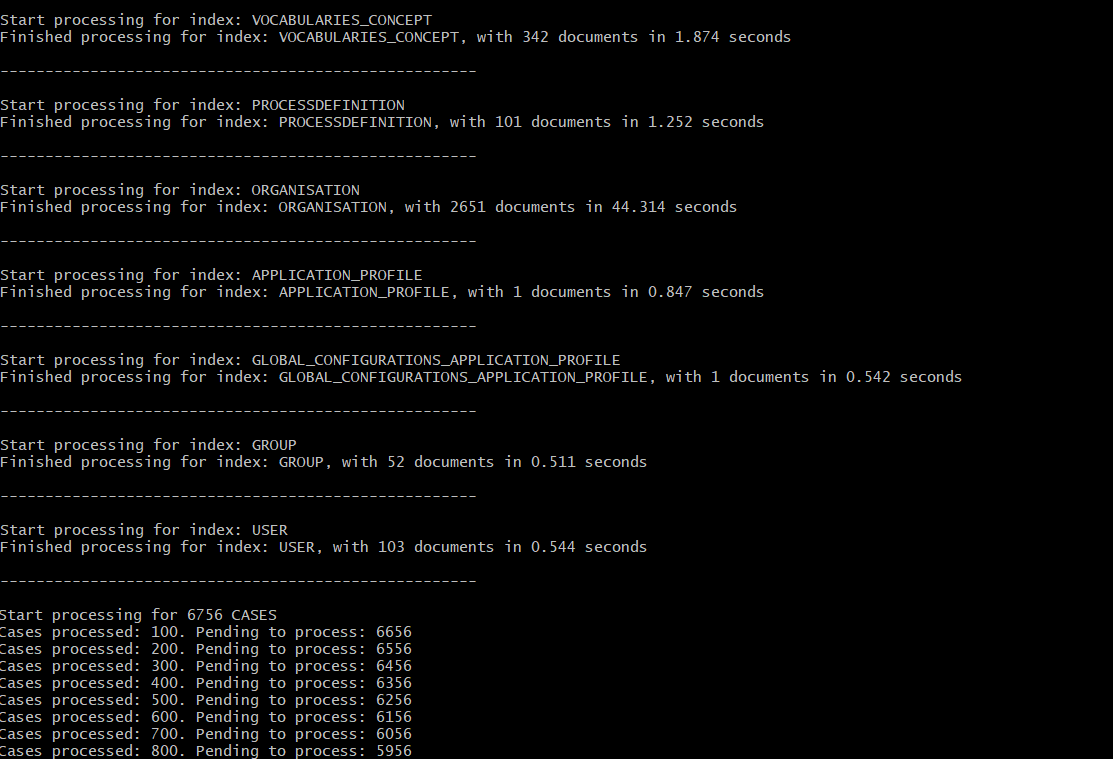 Start processing for index: VOCABULARIES_CONCEPT
Finished processing for index: VOCABULARIES_CONCEPT, with 342 documents in 1.874 seconds
-----------------------------------------------------
Start processing for index: PROCESSDEFINITION
Finished processing for index: PROCESSDEFINITION, with 101 documents in 1.252 seconds
-----------------------------------------------------
Start processing for index: ORGANISATION
Finished processing for index: ORGANISATION, with 2651 documents in 44.314 seconds
-----------------------------------------------------
Start processing for index: APPLICATION_PROFILE
Finished processing for index: APPLICATION_PROFILE, with 1 documents in 0.847 seconds
-----------------------------------------------------
Start processing for index: GLOBAL_CONFIGURATIONS_APPLICATION_PROFILE
Finished processing for index: GLOBAL_CONFIGURATIONS_APPLICATION_PROFILE, with 1 documents in 0.542 seconds
-----------------------------------------------------
Start processing for index: GROUP
Finished processing for index: GROUP, with 52 documents in 0.511 seconds
-----------------------------------------------------
Start processing for index: USER
Finished processing for index: USER, with 103 documents in 0.544 seconds
-----------------------------------------------------
Start processing for 6756 CASES
Cases processed: 100. Pending to process: 6656
Cases processed: 200. Pending to process: 6556
Cases processed: 300. Pending to process: 6456
Cases processed: 400. Pending to process: 6356
Cases processed: 500. Pending to process: 6256
Cases processed: 600. Pending to process: 6156
Cases processed: 700. Pending to process: 6056
Cases processed: 800. Pending to process: 5956